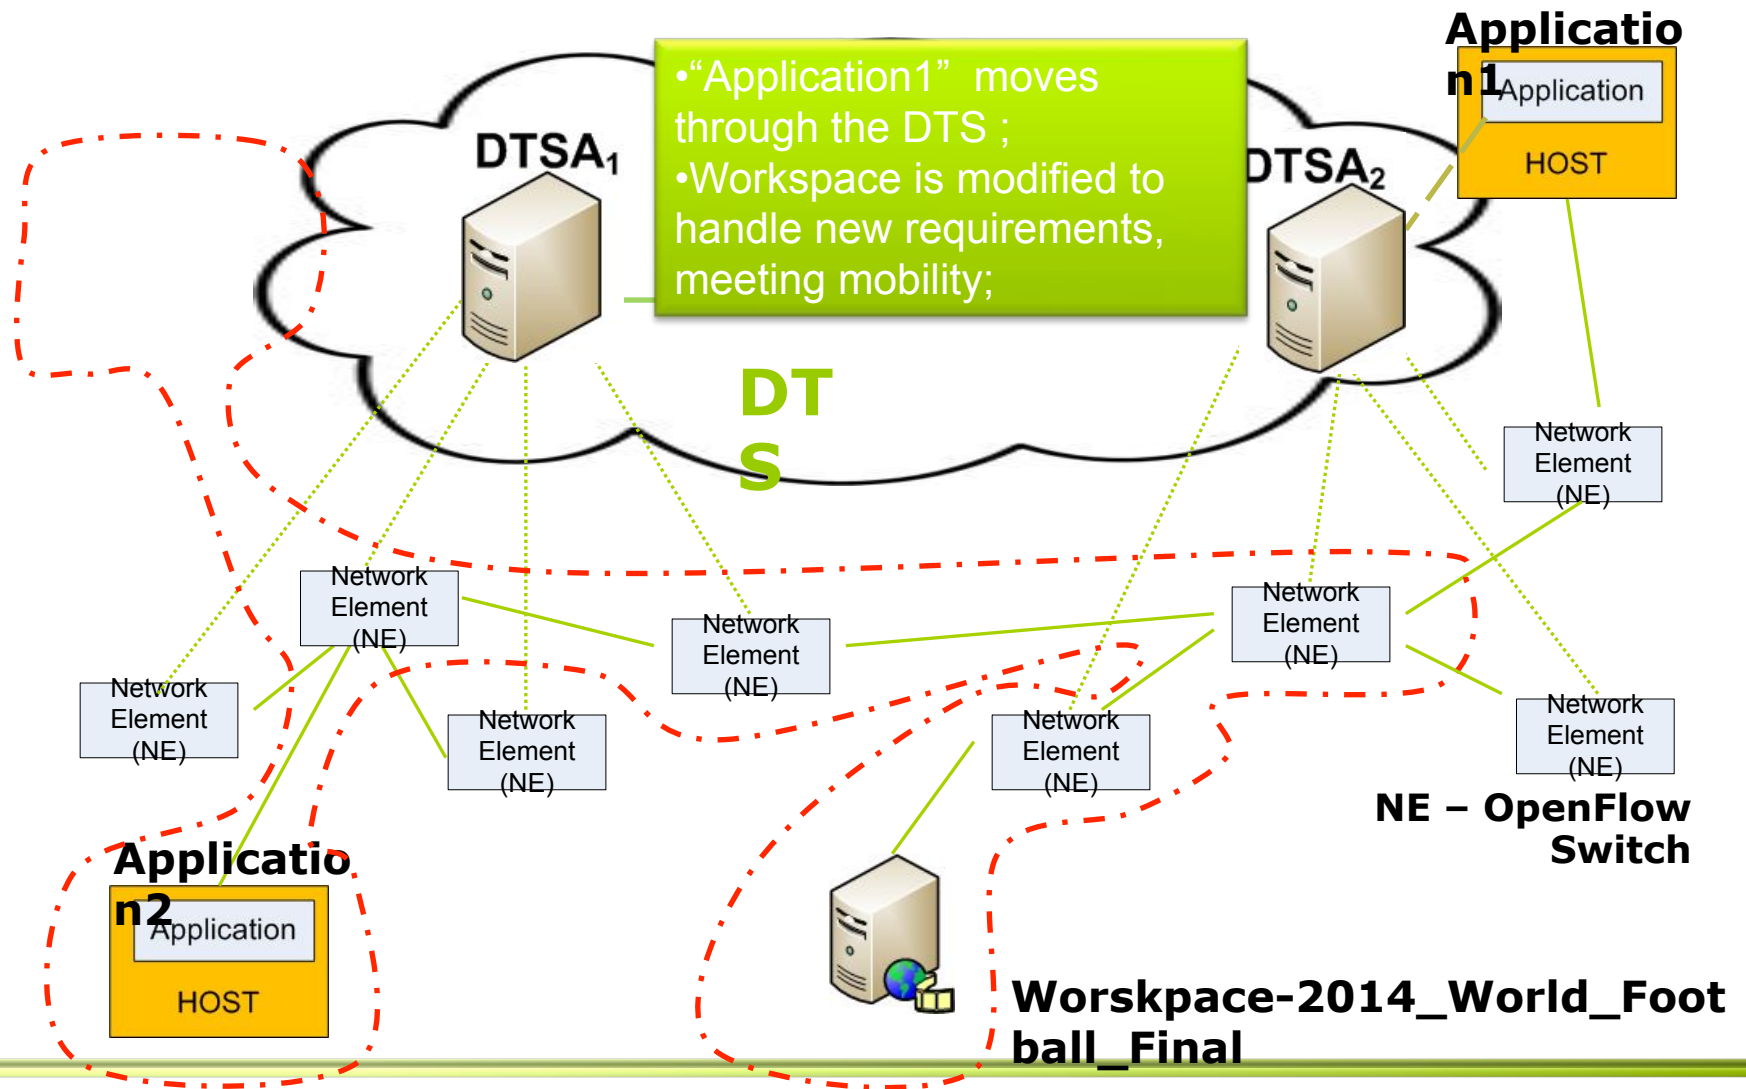 Applicatio
n1
Application
HOST
•“Application1” moves
through the DTS ;
•Workspace is modified to
handle new requirements,
meeting mobility;
DTSA1
DTSA2
DT
S
Network
Element
(NE)
Network
Element
(NE)
Network
Element
(NE)
Network
Element
(NE)
Network
Element
(NE)
Network
Element
(NE)
Network
Element
(NE)
Network
Element
(NE)
NE – OpenFlow
Switch
Applicatio
n2
Application
HOST
Worskpace-2014_World_Foot
ball_Final